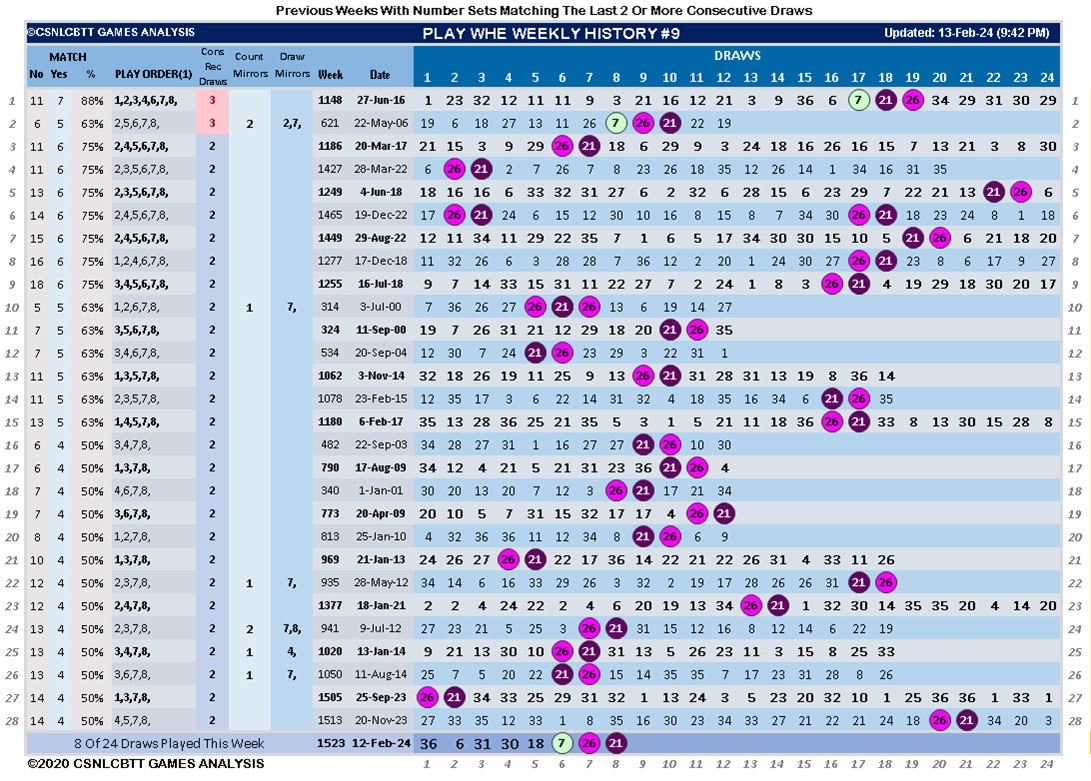 Previous Weeks With Number Sets Matching The Last 2 Or More Consecutive Draws
©CSNLCBTT GAMES ANALYSIS PLAY WHE WEEKLY HISTORY #9 Updated: 13-Feb-24 (9:42 PM)
MATCH Cons Rec Draws Count Mirrors Draw Mirrors DRAWS
No Yes % PLAY ORDER(1) Week Date 1 2 3 4 5 6 7 8 9 10 11 12 13 14 15 16 17 18 19 20 21 22 23 24
1 11 7 88% 1,2,3,4,6,7,8, 3 1148 27-Jun-16 1 23 32 12 11 11 9 3 21 16 12 21 3 9 36 6 7 21 26 34 29 31 30 29 1
2 6 5 63% 2,5,6,7,8, 3 2 2,7, 621 22-May-06 19 6 18 27 13 11 26 7 26 21 22 19 2
3 11 6 75% 2,4,5,6,7,8, 2 1186 20-Mar-17 21 15 3 9 29 26 21 18 6 29 9 3 24 18 16 26 16 15 7 13 21 3 8 30 3
4 11 6 75% 2,3,5,6,7,8, 2 1427 28-Mar-22 6 26 21 2 7 26 7 8 23 26 18 35 12 26 14 1 34 16 31 35 4
5 13 6 75% 2,3,5,6,7,8, 2 1249 4-Jun-18 18 16 16 6 33 32 31 27 6 2 32 6 28 15 6 23 29 7 22 21 13 21 26 6 5
6 14 6 75% 2,4,5,6,7,8, 2 1465 19-Dec-22 17 26 21 24 6 15 12 30 10 16 8 15 8 7 34 30 26 21 18 23 24 8 1 18 6
7 15 6 75% 2,4,5,6,7,8, 2 1449 29-Aug-22 12 11 34 11 29 22 35 7 1 6 5 17 34 30 30 15 10 5 21 26 6 21 18 20 7
8 16 6 75% 1,2,4,6,7,8, 2 1277 17-Dec-18 11 32 26 6 3 28 28 7 36 12 2 1 20 2 19 8 26 21 23 8 6 17 9 27 8
9 18 6 75% 3,4,5,6,7,8, 2 1255 16-Jul-18 9 7 14 33 15 31 11 22 27 7 2 24 1 8 3 26 21 4 19 29 18 30 20 17 9
10 5 5 63% 1,2,6,7,8, 2 1 7, 314 3-Jul-00 7 36 14 22 26 21 26 13 6 19 14 27 10
11 7 5 63% 3,5,6,7,8, 2 324 11-Sep-00 19 7 26 31 21 12 29 18 20 21 26 35 11
12 7 5 63% 3,4,6,7,8, 2 534 20-Sep-04 12 30 7 24 21 26 23 29 3 22 31 1 12
13 11 5 63% 1,3,5,7,8, 2 1062 3-Nov-14 32 18 26 19 11 25 9 13 26 21 31 28 31 13 19 8 36 14 13
14 11 5 63% 2,3,5,7,8, 2 1078 23-Feb-15 12 35 17 3 6 22 14 31 32 4 18 35 16 34 6 21 26 35 14
15 13 5 63% 1,4,5,7,8, 2 1180 6-Feb-17 35 13 28 36 25 21 35 5 3 1 5 21 11 18 36 26 21 33 8 13 30 15 28 8 15
16 6 4 50% 3,4,7,8, 2 482 22-Sep-03 34 28 27 31 1 16 27 27 21 26 10 30 16
17 6 4 50% 1,3,7,8, 2 790 17-Aug-09 34 12 4 21 5 21 31 23 36 21 26 4 17
18 7 4 50% 4,6,7,8, 2 340 1-Jan-01 30 20 13 20 7 12 3 26 21 17 21 34 18
19 7 4 50% 3,6,7,8, 2 773 20-Apr-09 20 10 5 7 31 15 32 17 17 4 26 21 19
20 8 4 50% 1,2,7,8, 2 813 25-Jan-10 4 32 36 36 11 12 34 8 21 26 6 9 20
21 10 4 50% 1,3,7,8, 2 969 21-Jan-13 24 26 26 27 26 21 22 17 36 14 22 21 13 26 31 4 33 11 26 21
22 12 4 50% 2,3,7,8, 2 1 7, 935 28-May-12 34 14 6 16 33 29 26 3 32 2 19 17 28 26 26 31 21 26 22
23 12 4 50% 2,4,7,8, 2 1377 18-Jan-21 2 2 4 24 22 2 4 6 20 19 13 34 26 21 1 32 30 14 35 35 20 4 14 20 23
24 13 4 50% 2,3,7,8, 2 2 7,8, 941 9-Jul-12 27 23 21 5 25 3 26 21 31 15 12 16 8 12 14 6 22 19 24
25 13 4 50% 3,4,7,8, 2 1 4, 1020 13-Jan-14 9 21 13 30 10 26 21 31 13 5 26 23 11 3 15 8 25 33 25
26 13 4 50% 3,6,7,8, 2 1 7, 1050 11-Aug-14 25 7 5 20 22 21 26 15 14 35 35 7 17 23 31 28 8 26 26
27 14 4 50% 1,3,7,8, 2 1505 25-Sep-23 26 21 34 33 25 29 31 32 1 13 12 24 3 5 23 20 32 10 1 25 36 36 1 33 1 27
28 14 4 50% 4,5,7,8, 2 1513 20-Nov-23 27 33 35 12 33 1 8 35 16 30 23 34 33 27 21 22 21 24 18 26 21 34 20 3 28
8 Of 24 Draws Played This Week 1523 12-Feb-24 36 6 31 30 18 7 26 21
©2020 CSNLCBTT GAMES ANALYSIS 1 2 3 4 5 6 7 8 9 10 11 12 13 14 15 16 17 18 19 20 21 22 23 24